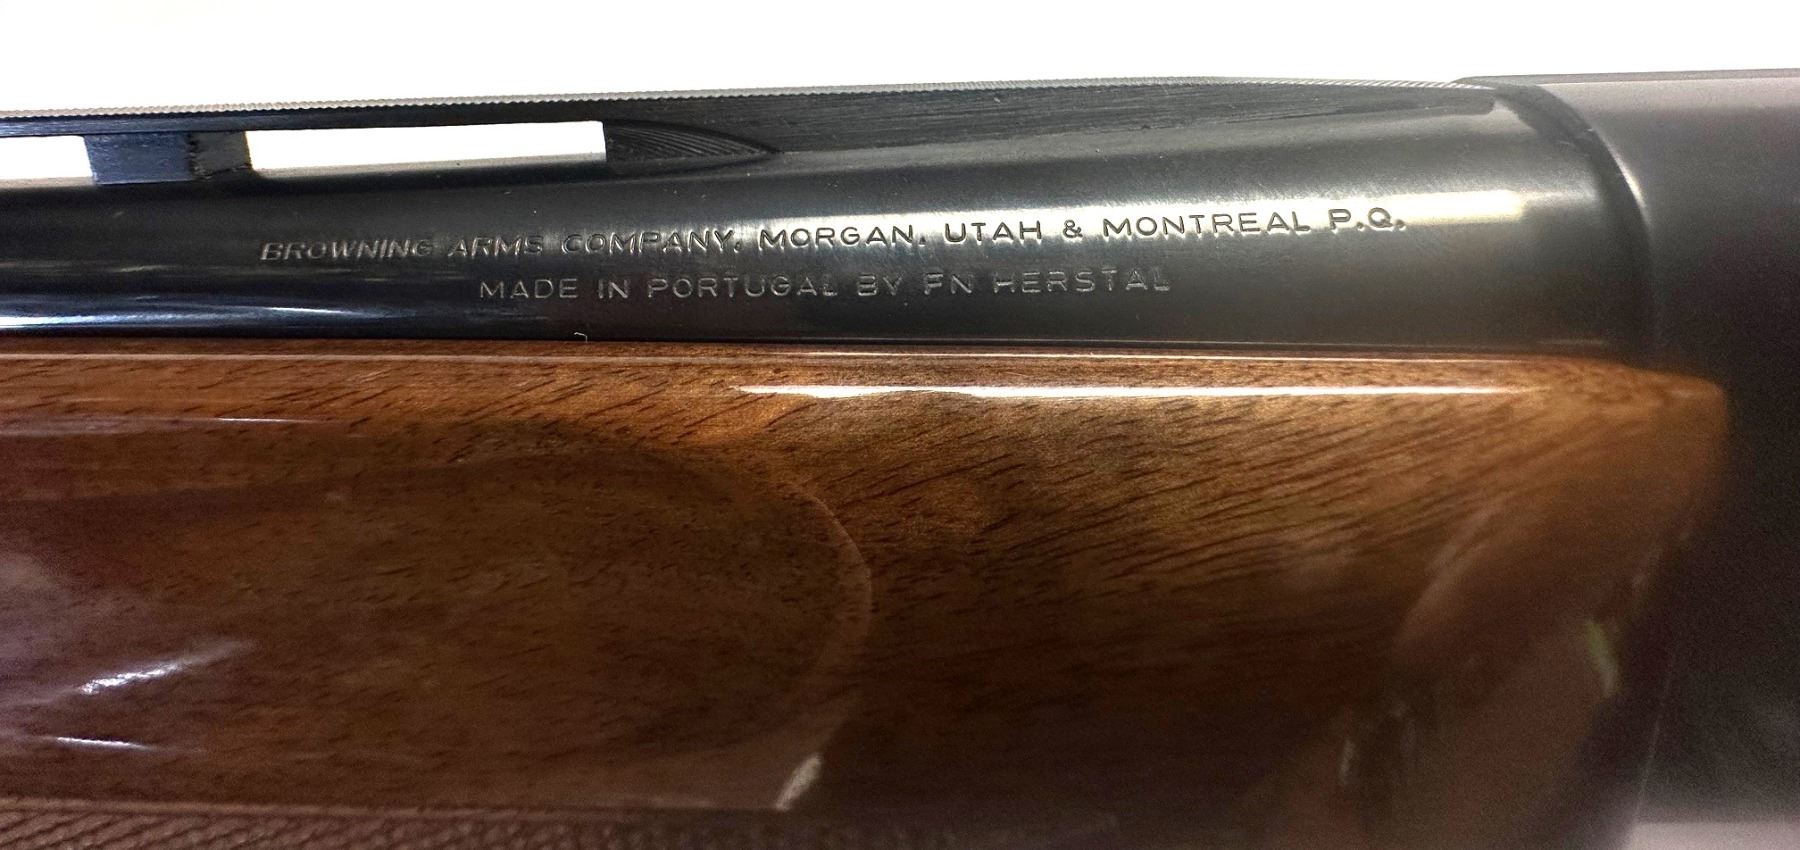 BROWNING ARMS COMPANY, MORGAN, UTAH & MONTREAL P.Q.
MADE IN PORTUGAL BY FN HERSTAL